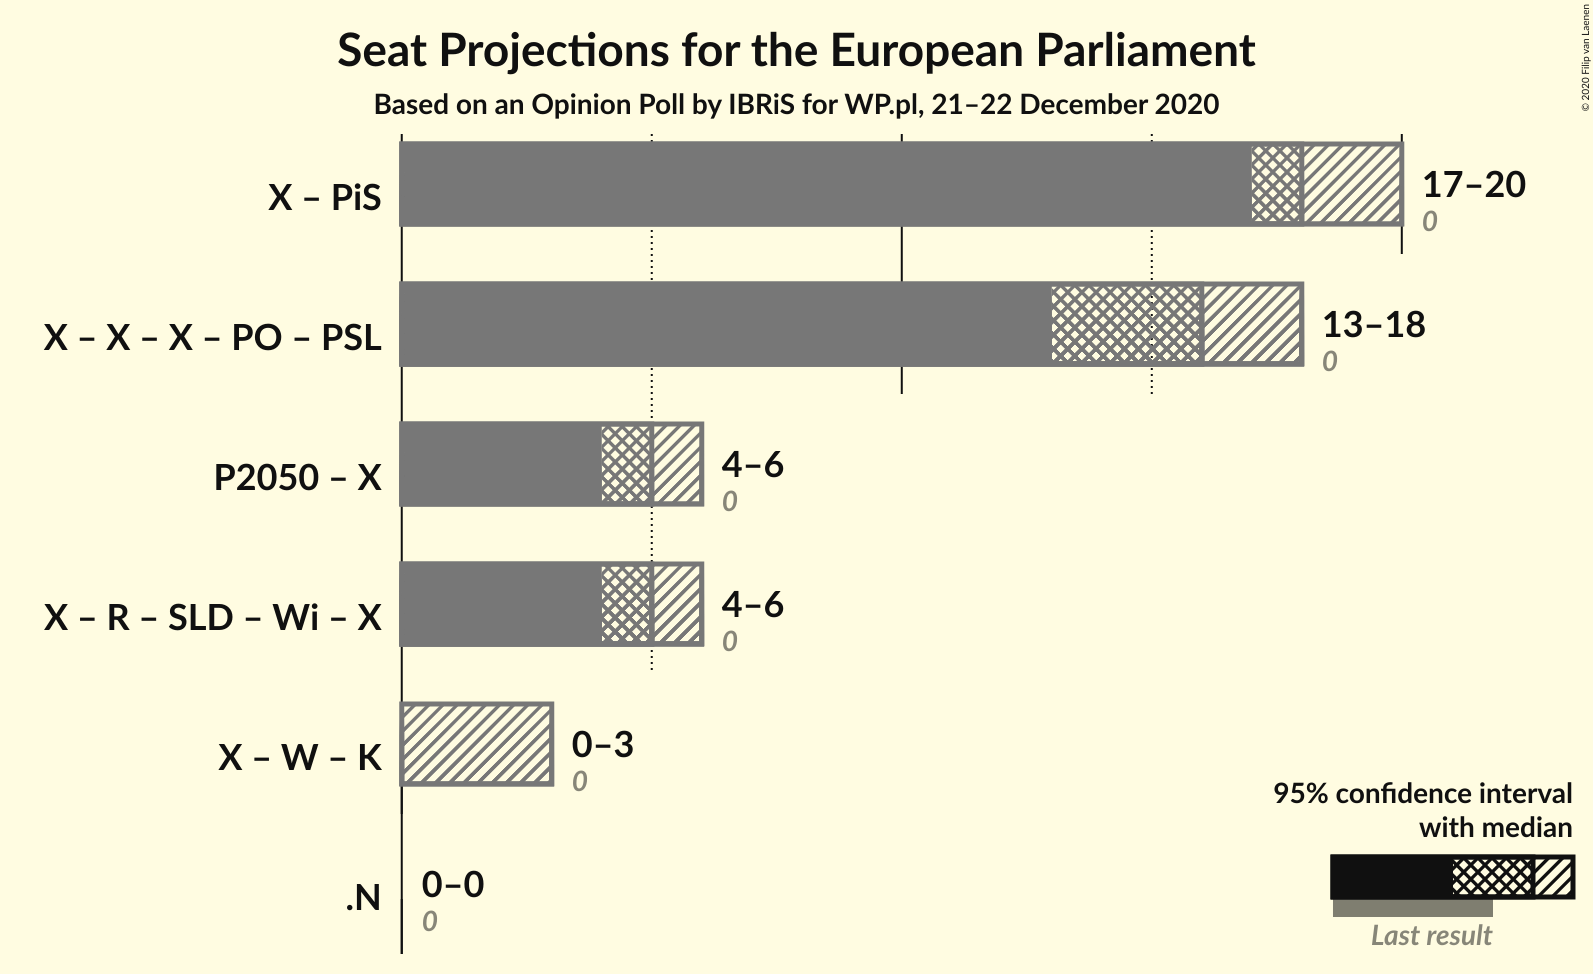 Seat Projections for the European Parliament
Based on an Opinion Poll by IBRiS for WP.pl, 21–22 December 2020
© 2020 Filip van Laenen
X – PiS
17–20
0
X – X – X – PO – PSL
13–18
0
P2050 – X
4–6
0
X – R – SLD – Wi – X
4–6
0
X – W – K
0–3
0
.N
0–0
0
95% confidence interval
with median
Last result